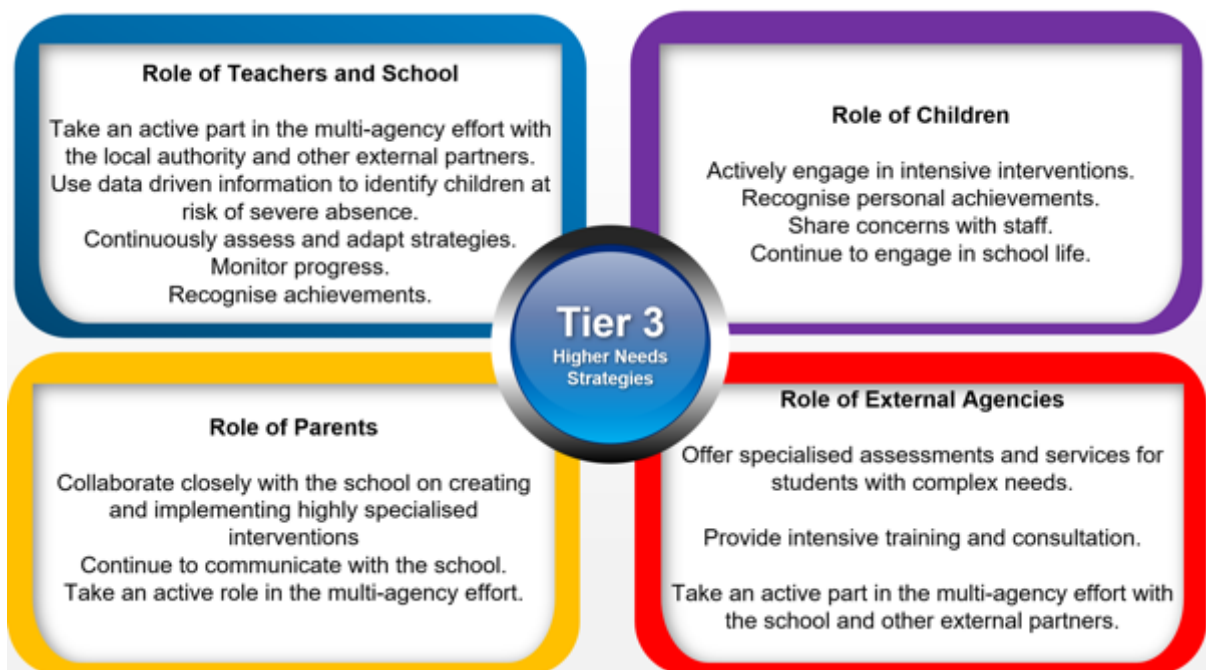 Role of Teachers and School
Take an active part in the multi-agency effort with
the local authority and other external partners.
Use data driven information to identify children at
risk of severe absence.
Continuously assess and adapt strategies.
Monitor progress.
Recognise achievements.
Role of Children
Actively engage in intensive interventions.
Recognise personal achievements.
Share concerns with staff.
Continue to engage in school life.
Tier 3
Higher Needs
Strategies
Role of Parents
Collaborate closely with the school on creating
and implementing highly specialised
interventions
Continue to communicate with the school.
Take an active role in the multi-agency effort.
Role of External Agencies
Offer specialised assessments and services for
students with complex needs.
Provide intensive training and consultation.
Take an active part in the multi-agency effort with
the school and other external partners.